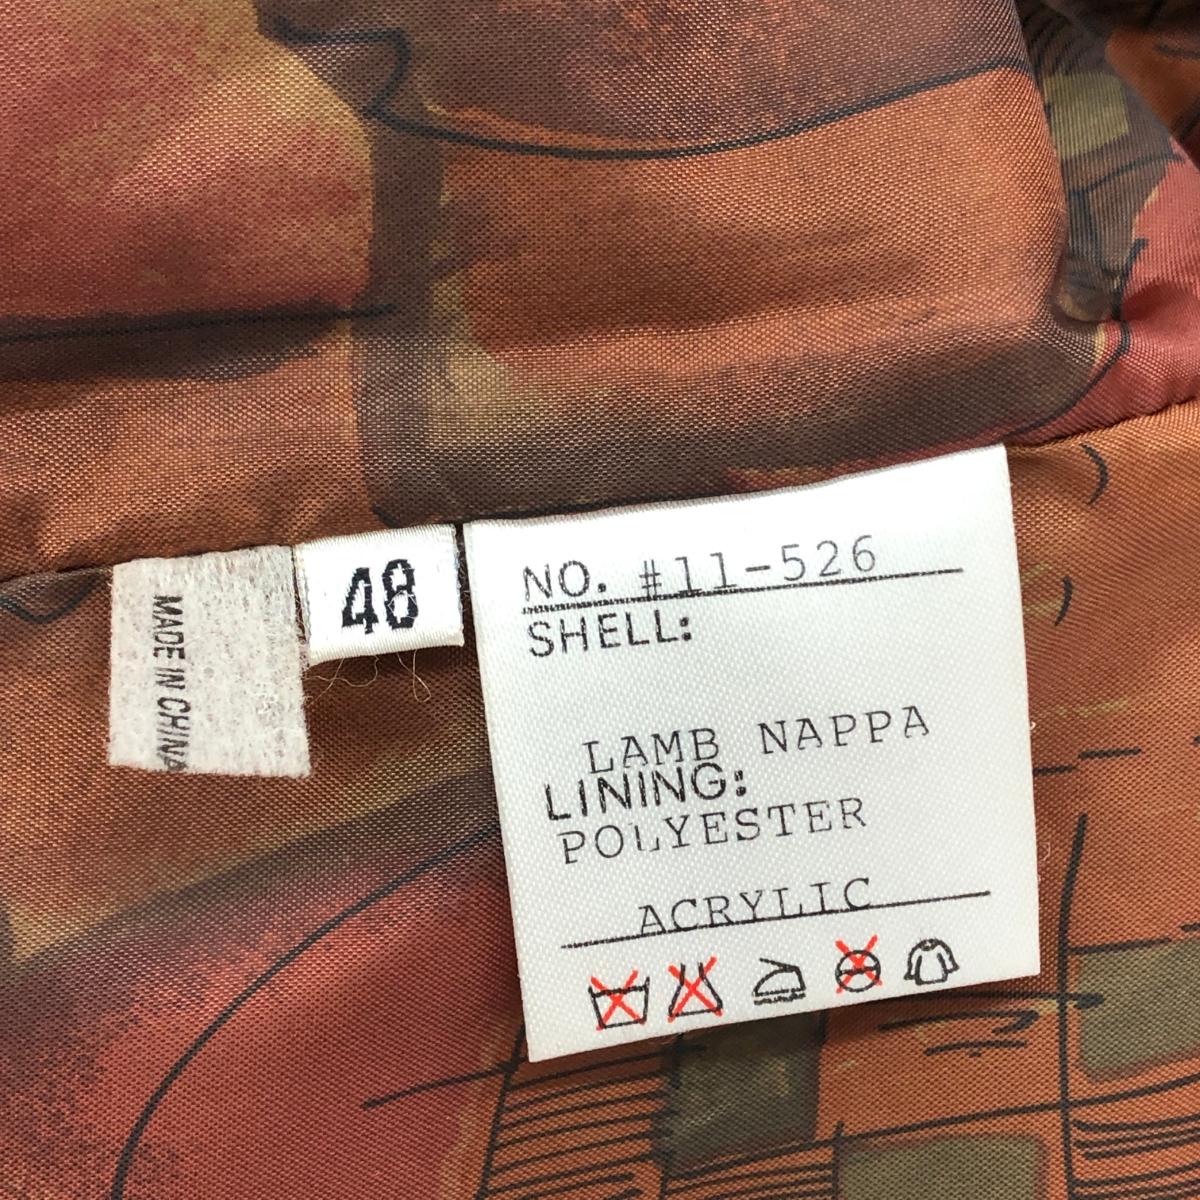 MADE IN CHINA
48
NO. #11-526
SHELL:
LAMB NAPPA
LINING:
POLYESTER
ACRYLIC